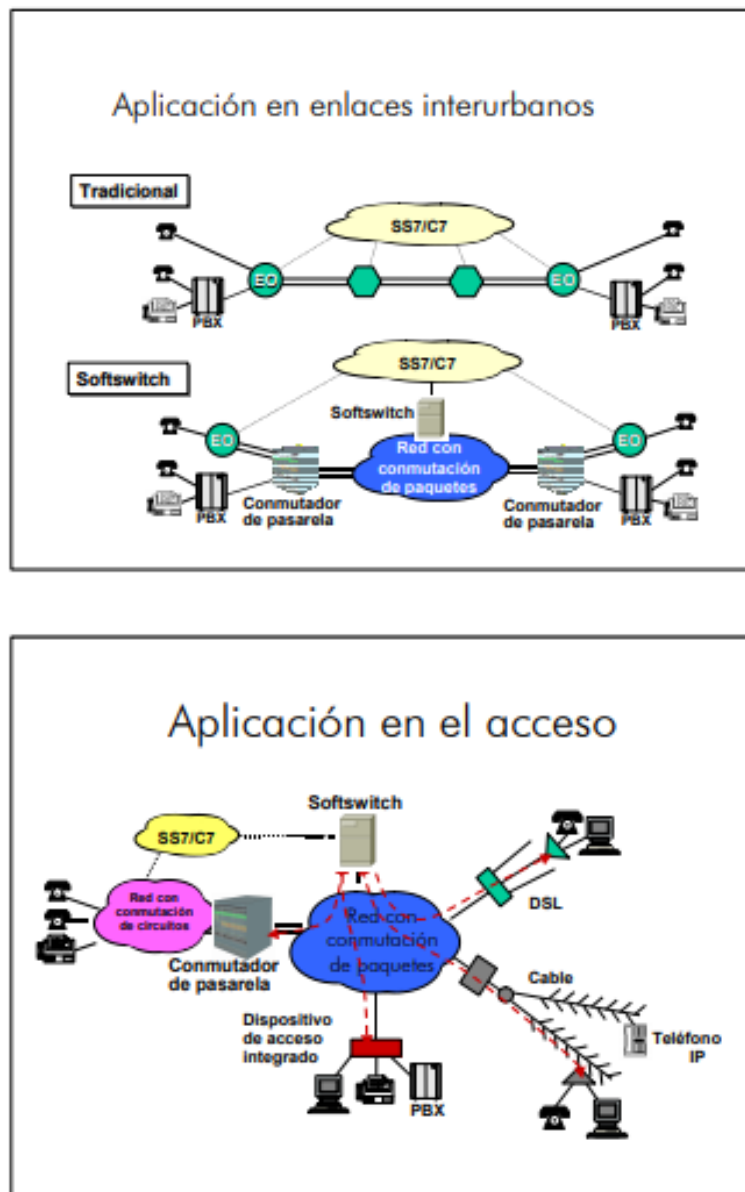 Aplicación en enlaces interurbanos
Tradicional
SS7/C7
EO
EO
PBX
PBX
Softswitch
SS7/C7
Softswitch
EO
EO
Red con
conmutación
de paquetes
PBX
Conmutador
de pasarela
Conmutador
de pasarela
PBX
Aplicación en el acceso
Softswitch
SS7/C7
DSL
Red con
conmutación
de circuitos
Red con
conmutación
de paquetes
Conmutador
de pasarela
Cable
Dispositivo
de acceso
integrado
Teléfono
IP
PBX